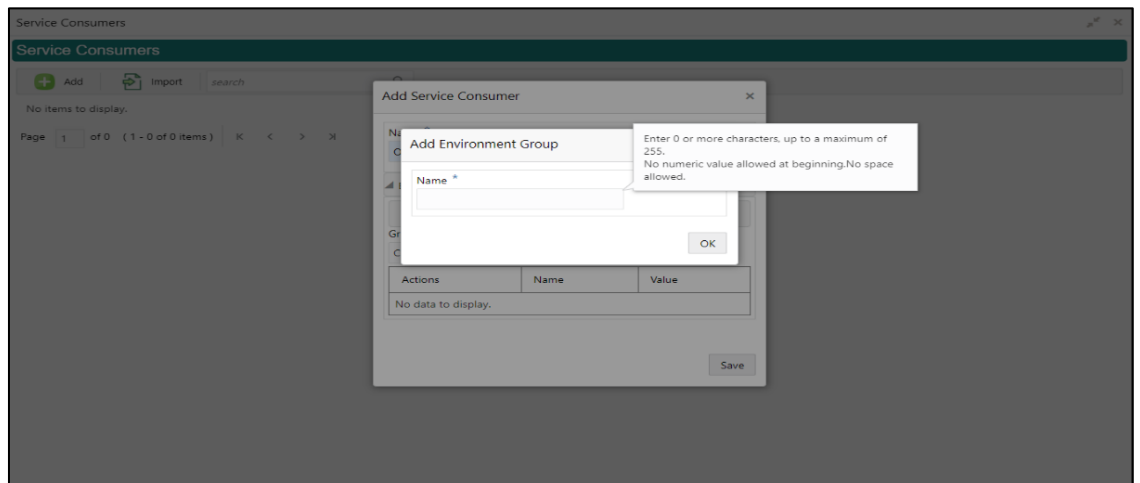 Service Consumers
Service Consumers
Add Import search
No items to display.
Page 1 of 0 ( 1 - 0 of 0 items ) K < > >|
Add Service Consumer ×
Add Environment Group
Enter 0 or more characters, up to a maximum of
255.
No numeric value allowed at beginning.No space
allowed.
Name *
OK
Actions Name Value
No data to display.
Save